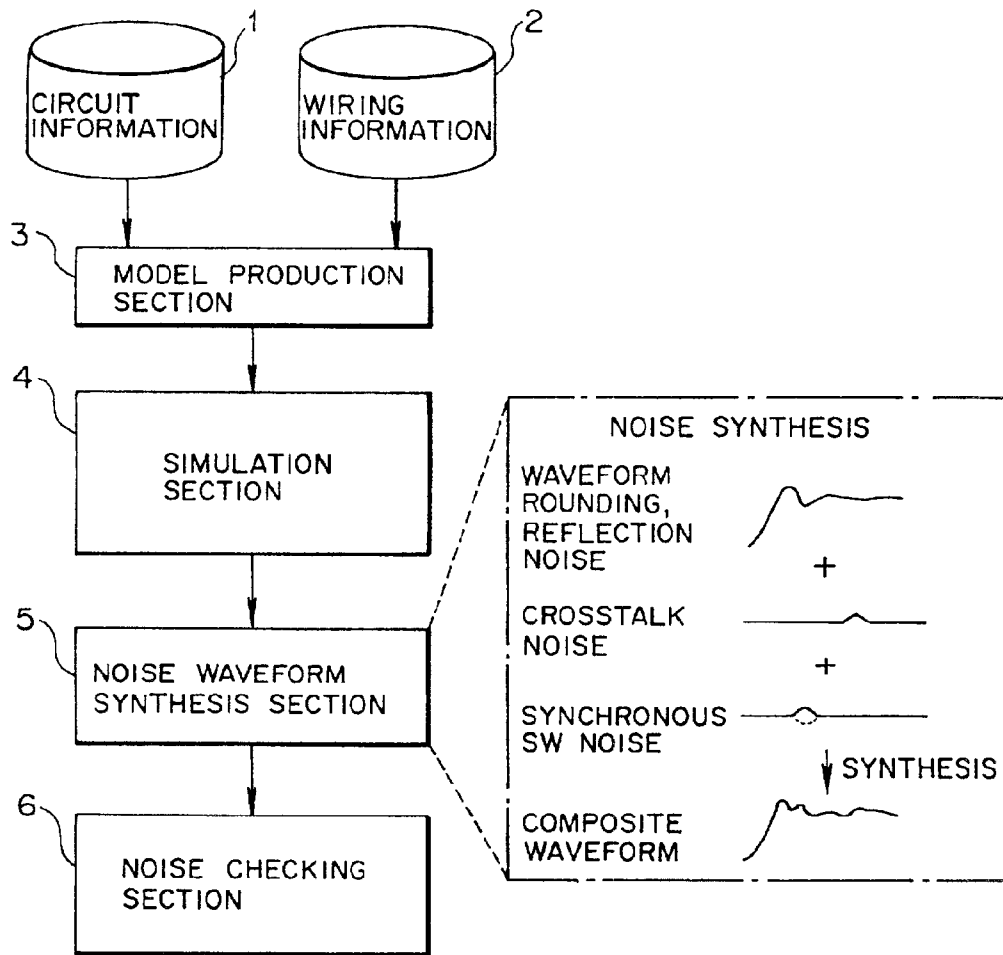 1
2
CIRCUIT
INFORMATION
WIRING
INFORMATION
3
MODEL PRODUCTION
SECTION
4
SIMULATION
SECTION
5
NOISE WAVEFORM
SYNTHESIS SECTION
6
NOISE CHECKING
SECTION
NOISE SYNTHESIS
WAVEFORM
ROUNDING,
REFLECTION
NOISE
+
CROSSTALK
NOISE
+
SYNCHRONOUS
SW NOISE
SYNTHESIS
COMPOSITE
WAVEFORM